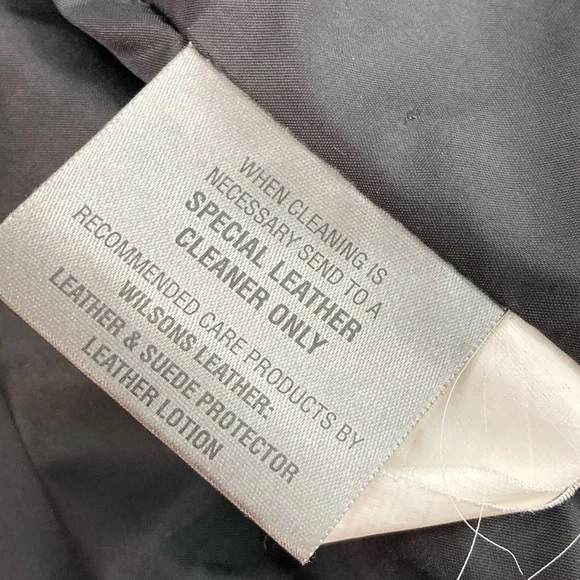 WHEN CLEANING IS
NECESSARY SEND TO A
SPECIAL LEATHER
CLEANER ONLY
RECOMMENDED CARE PRODUCTS BY
WILSONS LEATHER:
LEATHER & SUEDE PROTECTOR
LEATHER LOTION